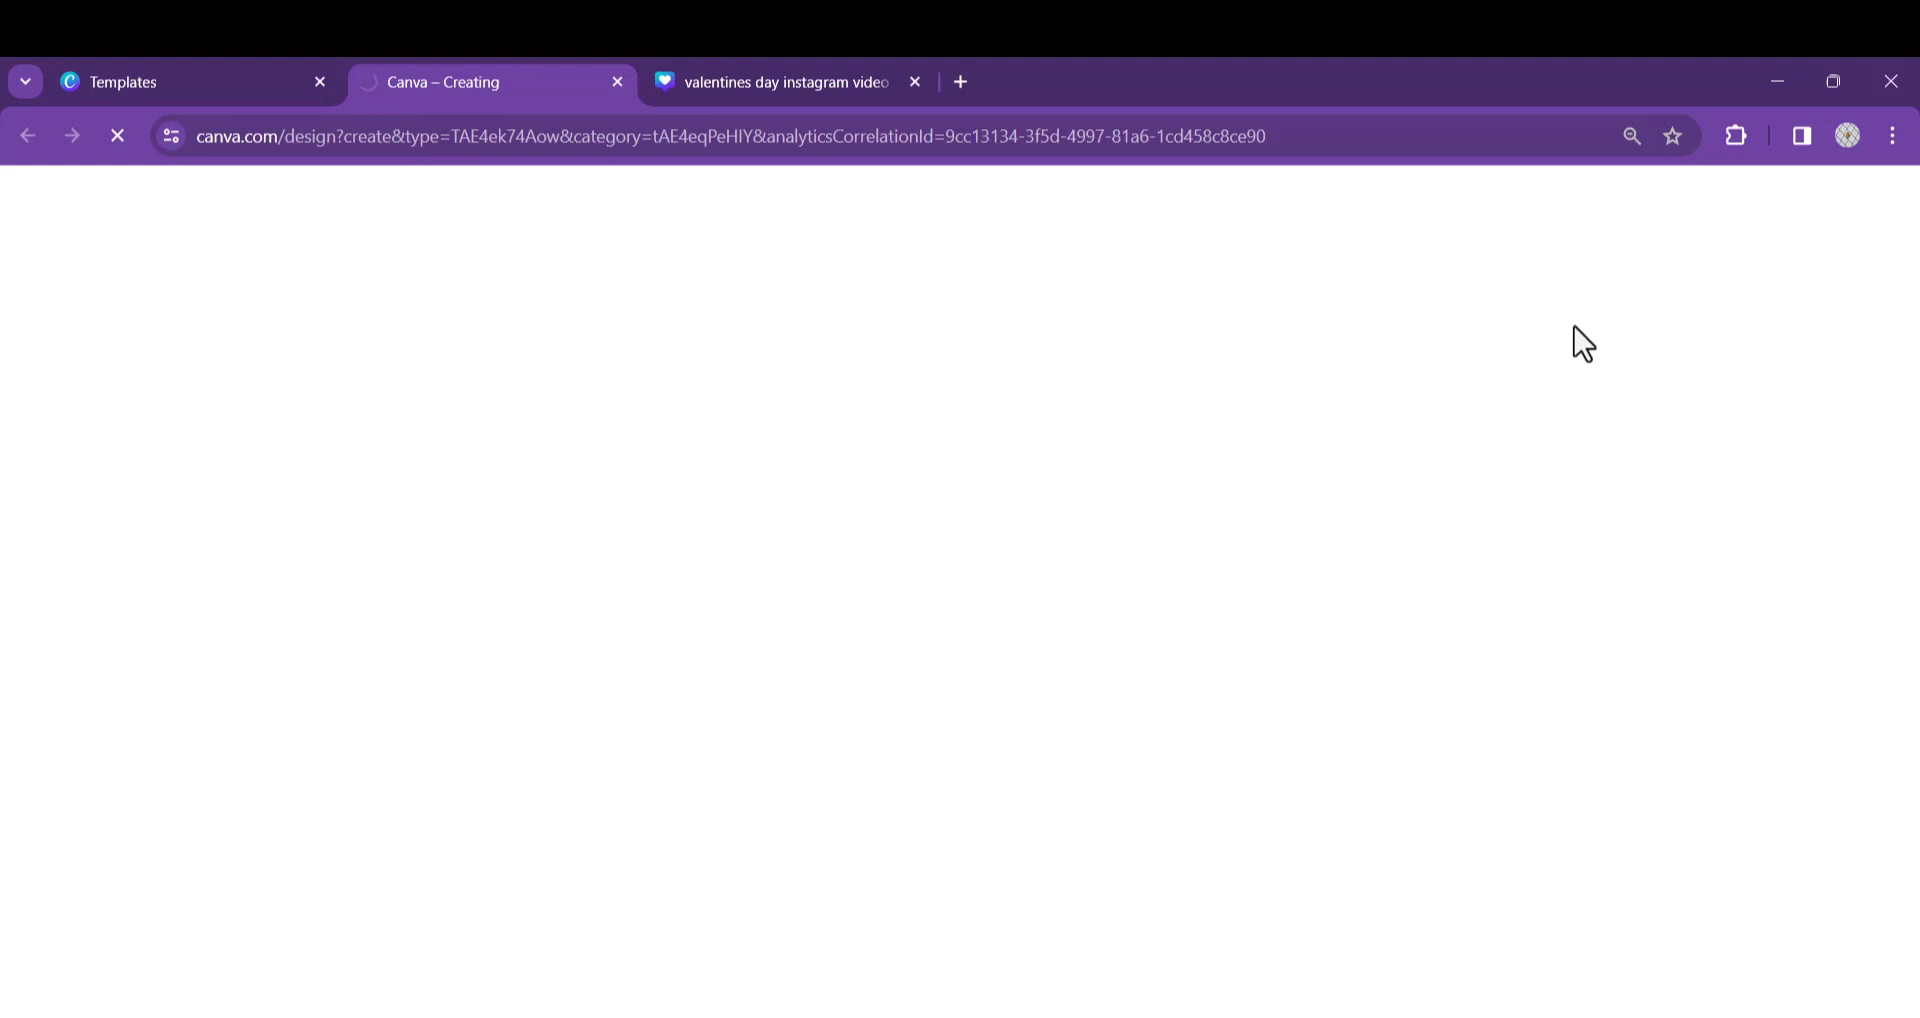 Templates
Canva – Creating
valentines day instagram video
canva.com/design?create&type=TAE4ek74Aow&category=tAE4eqPeHIY&analyticsCorrelationId=9cc13134-3f5d-4997-81a6-1cd458c8ce90